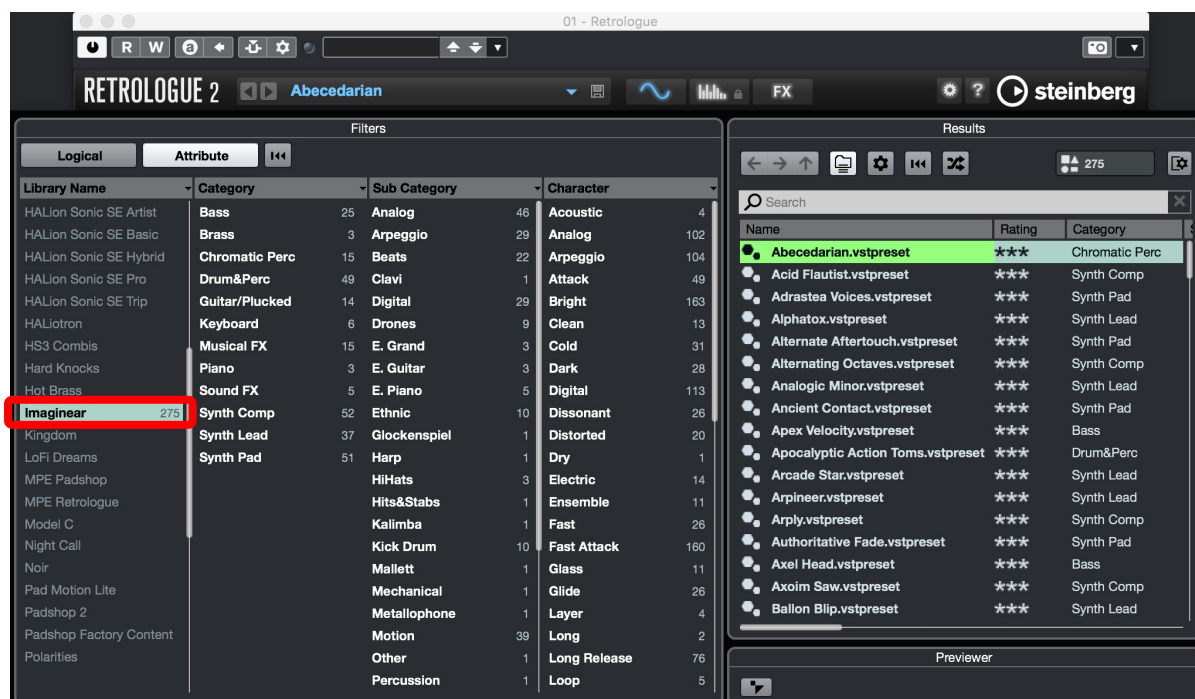 01 - Retrologue
R W a
RETROLOGUE 2 Abecedarian FX ? steinberg
Filters
Logical Attribute
Library Name Category Sub Category Character
HALion Sonic SE Artist Bass 25 Analog 46 Acoustic 4
HALion Sonic SE Basic Brass 3 Arpeggio 29 Analog 102
HALion Sonic SE Hybrid Chromatic Perc 15 Beats 22 Arpeggio 104
HALion Sonic SE Pro Drum&Perc 49 Clavi 1 Attack 49
HALion Sonic SE Trip Guitar/Plucked 14 Digital 29 Bright 163
HALiotron Keyboard 6 Drones 9 Clean 13
HS3 Combis Musical FX 15 E. Grand 3 Cold 31
Hard Knocks Piano 3 E. Guitar 3 Dark 28
Hot Brass Sound FX 5 E. Piano 5 Digital 113
Imaginear 275 Synth Comp 52 Ethnic 10 Dissonant 26
Kingdom Synth Lead 37 Glockenspiel 1 Distorted 20
LoFi Dreams Synth Pad 51 Harp 1 Dry 1
MPE Padshop HiHats 3 Electric 14
MPE Retrologue Hits&Stabs 1 Ensemble 11
Model C Kalimba 1 Fast 26
Night Call Kick Drum 10 Fast Attack 160
Noir Mallett 1 Glass 11
Pad Motion Lite Mechanical 1 Glide 26
Padshop 2 Metallophone 1 Layer 4
Padshop Factory Content Motion 39 Long 2
Polarities Other 1 Long Release 76
Percussion 1 Loop 5
Results
275
Search
Name Rating Category
Abecedarian.vstpreset *** Chromatic Perc
Acid Flautist.vstpreset *** Synth Comp
Adrastea Voices.vstpreset *** Synth Pad
Alphatox.vstpreset *** Synth Lead
Alternate Aftertouch.vstpreset *** Synth Pad
Alternating Octaves.vstpreset *** Synth Comp
Analogic Minor.vstpreset *** Synth Lead
Ancient Contact.vstpreset *** Synth Pad
Apex Velocity.vstpreset *** Bass
Apocalyptic Action Toms.vstpreset *** Drum&Perc
Arcade Star.vstpreset *** Synth Lead
Arpineer.vstpreset *** Synth Lead
Arply.vstpreset *** Synth Comp
Authoritative Fade.vstpreset *** Synth Pad
Axel Head.vstpreset *** Bass
Axoim Saw.vstpreset *** Synth Comp
Ballon Blip.vstpreset *** Synth Lead
Previewer